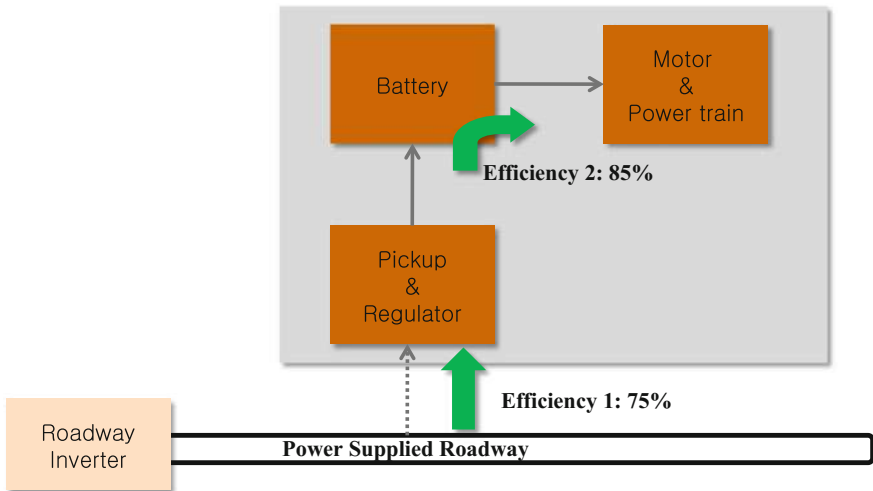 Battery
Motor
&
Power train
Efficiency 2: 85%
Pickup
&
Regulator
Efficiency 1: 75%
Roadway
Inverter
Power Supplied Roadway